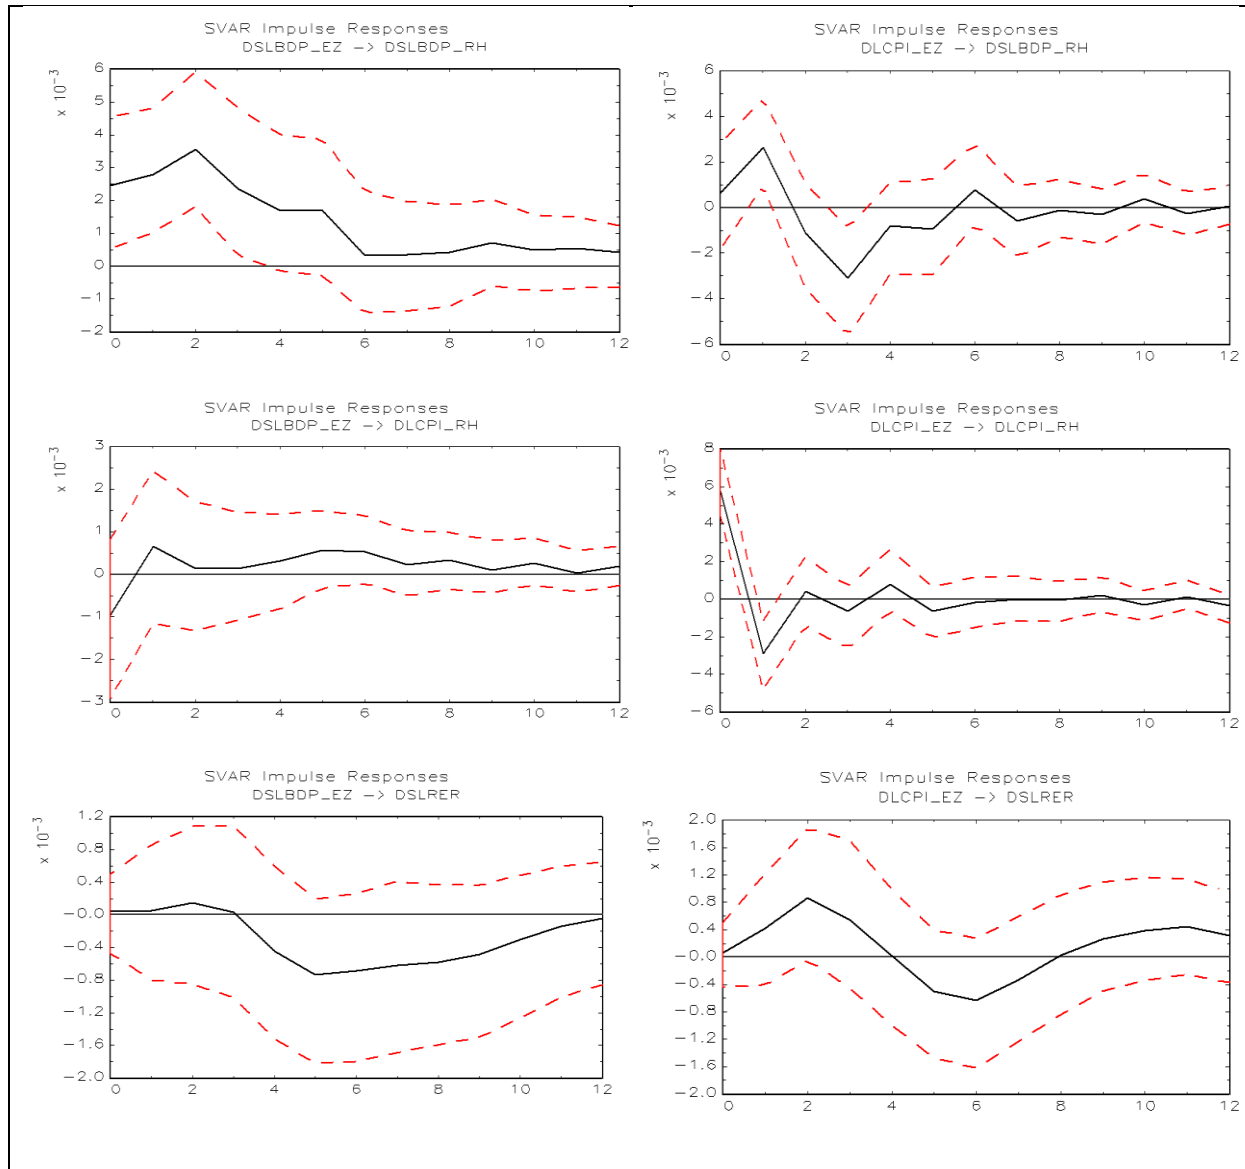 SVAR Impulse Responses
DSLBDP_EZ -> DSLBDP_RH
x 10⁻³
6
5
4
3
2
1
0
-1
-2
0 2 4 6 8 10 12
SVAR Impulse Responses
DLCPI_EZ -> DSLBDP_RH
x 10⁻³
6
4
2
0
-2
-4
-6
0 2 4 6 8 10 12
SVAR Impulse Responses
DSLBDP_EZ -> DLCPI_RH
x 10⁻³
3
2
1
0
-1
-2
-3
0 2 4 6 8 10 12
SVAR Impulse Responses
DLCPI_EZ -> DLCPI_RH
x 10⁻³
8
6
4
2
0
-2
-4
-6
0 2 4 6 8 10 12
SVAR Impulse Responses
DSLBDP_EZ -> DSLRER
x 10⁻³
1.2
0.8
0.4
-0.0
-0.4
-0.8
-1.2
-1.6
-2.0
0 2 4 6 8 10 12
SVAR Impulse Responses
DLCPI_EZ -> DSLRER
x 10⁻³
2.0
1.6
1.2
0.8
0.4
-0.0
-0.4
-0.8
-1.2
-1.6
-2.0
0 2 4 6 8 10 12